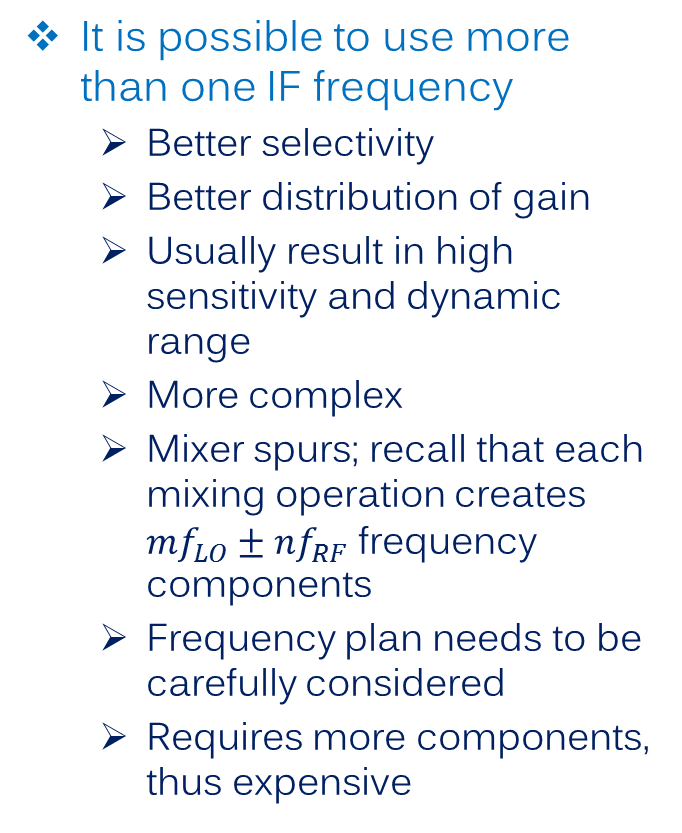 ❖ It is possible to use more
than one IF frequency
➢ Better selectivity
➢ Better distribution of gain
➢ Usually result in high
sensitivity and dynamic
range
➢ More complex
➢ Mixer spurs; recall that each
mixing operation creates
𝑚𝑓_{𝐿𝑂} ± 𝑛𝑓_{𝑅𝐹} frequency
components
➢ Frequency plan needs to be
carefully considered
➢ Requires more components,
thus expensive